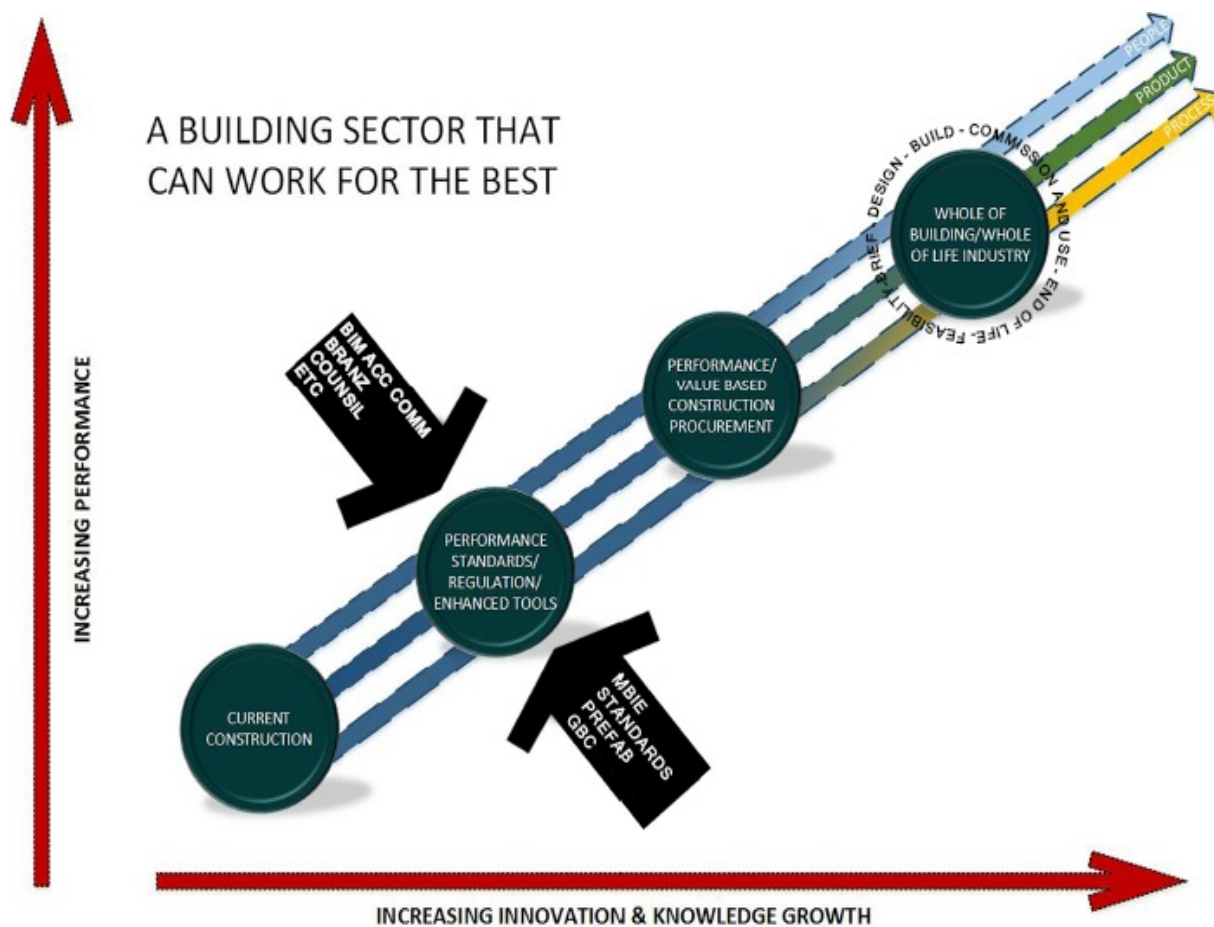 A BUILDING SECTOR THAT
CAN WORK FOR THE BEST
PEOPLE
PRODUCT
PROCESS
FEASIBILITY-BRIEF - DESIGN - BUILD - COMMISSION AND USE- END OF LIFE-
WHOLE OF
BUILDING/WHOLE
OF LIFE INDUSTRY
BIM ACC COMM
BRANZ
COUNSIL
ETC
PERFORMANCE/
VALUE BASED
CONSTRUCTION
PROCUREMENT
PERFORMANCE
STANDARDS/
REGULATION/
ENHANCED TOOLS
MBIE
STANDARDS
PREFAB
GBC
CURRENT
CONSTRUCTION
INCREASING PERFORMANCE
INCREASING INNOVATION & KNOWLEDGE GROWTH